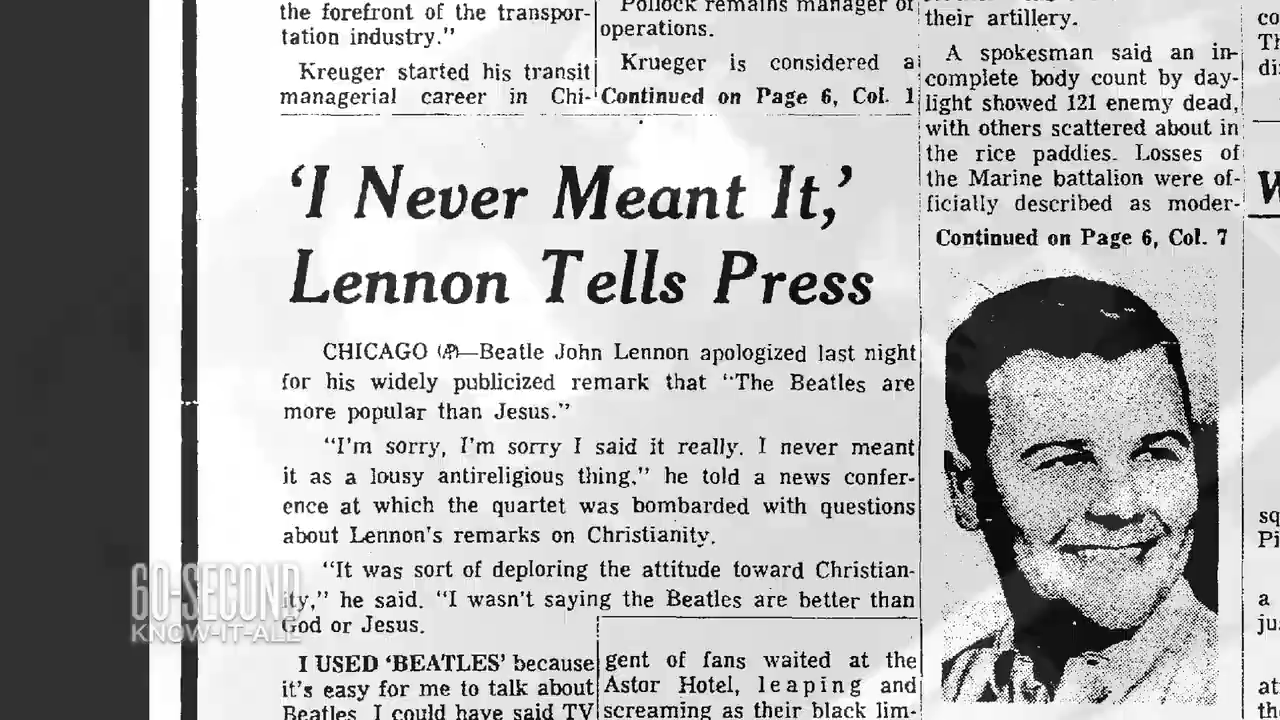 the forefront of the transpor-
tation industry."
Kreuger started his transit
managerial career in Chi-
Pollock remains manager of
operations.
Krueger is considered a
Continued on Page 6, Col. 1
their artillery.
A spokesman said an in-
complete body count by day-
light showed 121 enemy dead,
with others scattered about in
the rice paddies. Losses of
the Marine battalion were of-
ficially described as moder-
Continued on Page 6, Col. 7
'I Never Meant It,'
Lennon Tells Press
CHICAGO (AP)—Beatle John Lennon apologized last night
for his widely publicized remark that "The Beatles are
more popular than Jesus."
"I'm sorry, I'm sorry I said it really. I never meant
it as a lousy antireligious thing," he told a news confer-
ence at which the quartet was bombarded with questions
about Lennon's remarks on Christianity.
"It was sort of deploring the attitude toward Christian-
ity," he said. "I wasn't saying the Beatles are better than
God or Jesus.
I USED 'BEATLES' because
it's easy for me to talk about
Beatles. I could have said TV
gent of fans waited at the
Astor Hotel, leaping and
screaming as their black lim-
60-SECOND
KNOW-IT-ALL